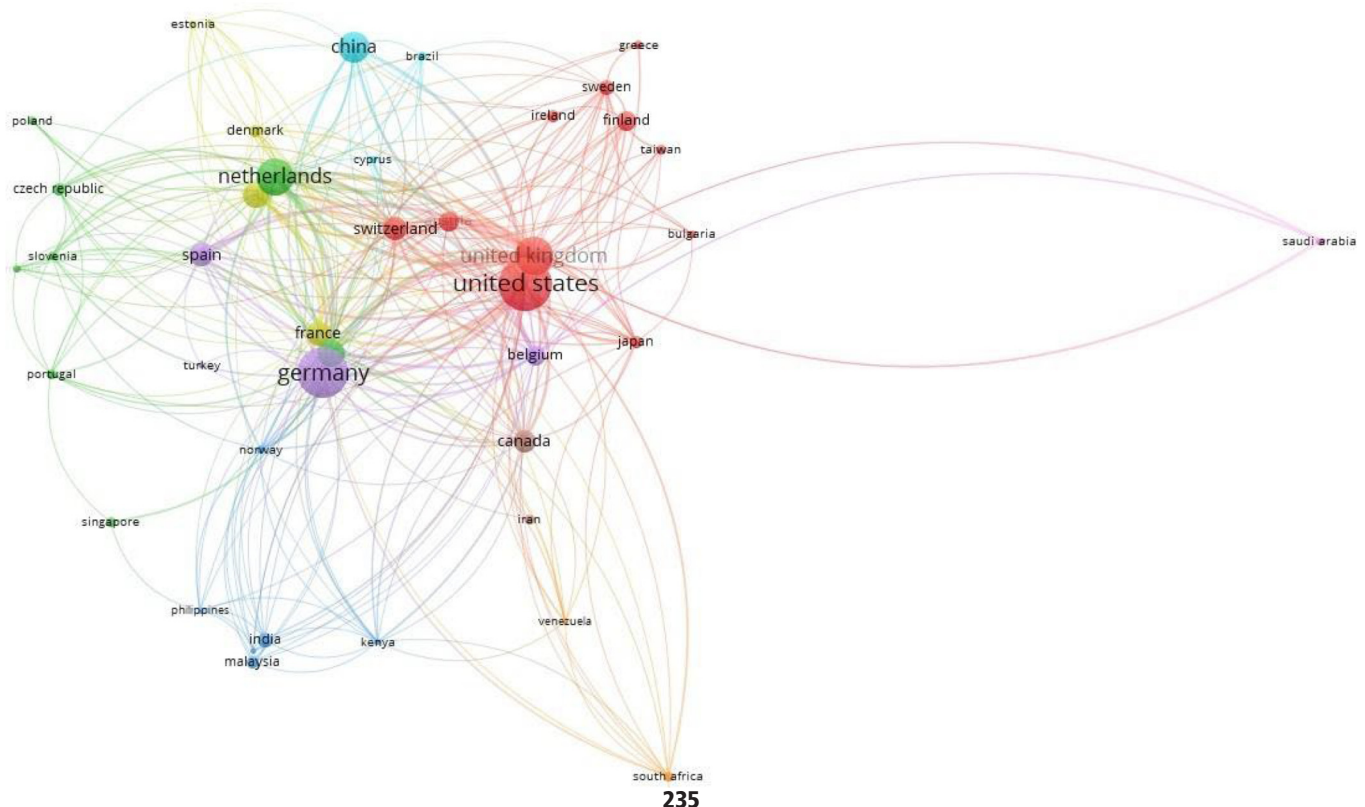 estonia
china
brazil
greece
sweden
ireland
finland
poland
denmark
taiwan
cyprus
netherlands
czech republic
switzerland
austria
bulgaria
saudi arabia
slovenia
spain
united kingdom
united states
france
japan
belgium
turkey
portugal
germany
canada
norway
singapore
iran
philippines
venezuela
india
kenya
malaysia
south africa
235